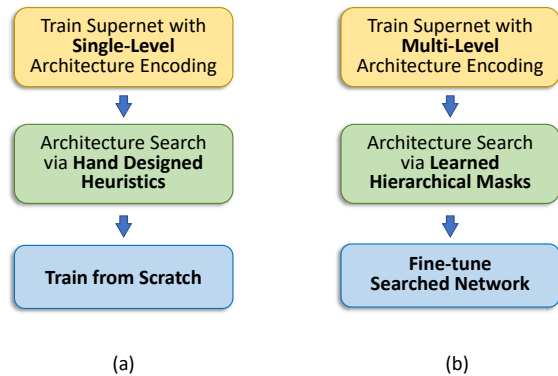 Train Supernet with
Single-Level
Architecture Encoding
Architecture Search
via Hand Designed
Heuristics
Train from Scratch
(a)
Train Supernet with
Multi-Level
Architecture Encoding
Architecture Search
via Learned
Hierarchical Masks
Fine-tune
Searched Network
(b)